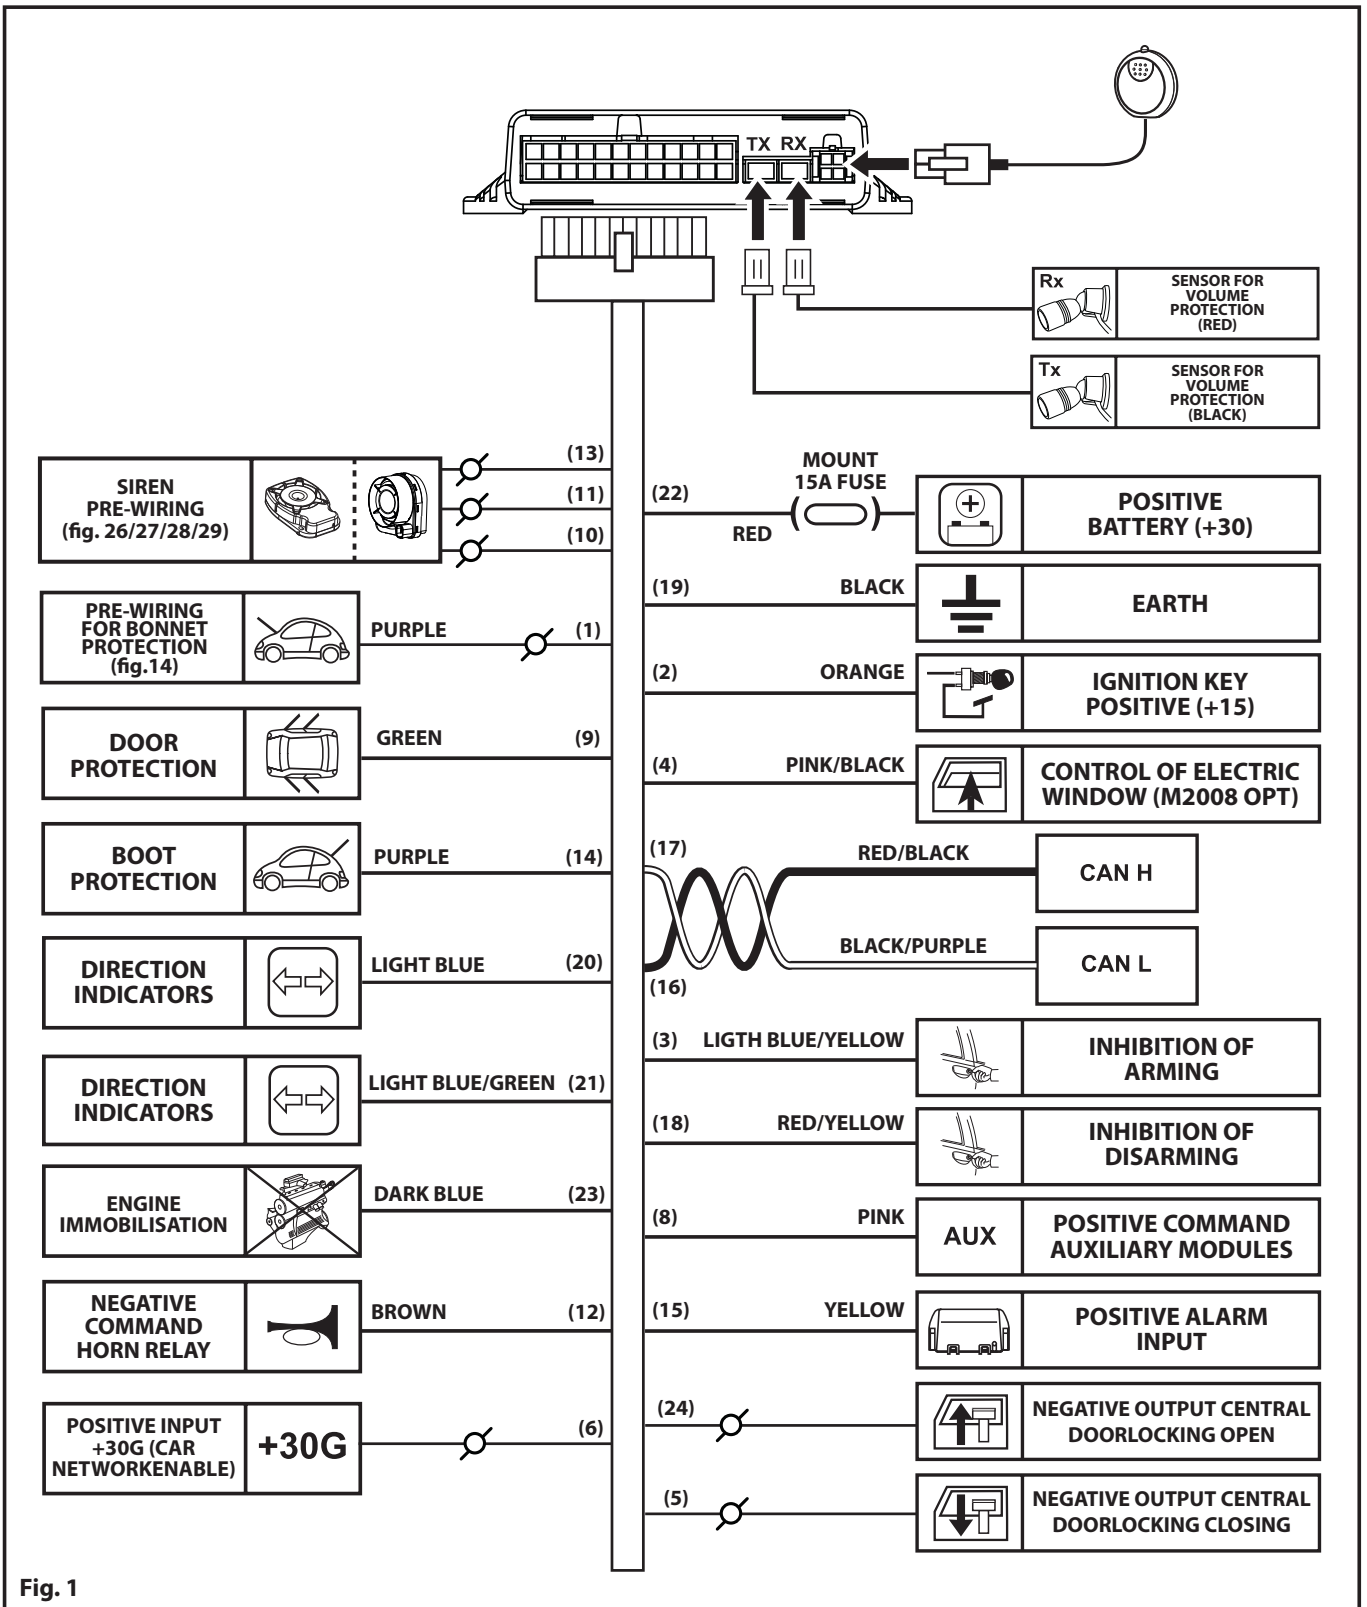 TX RX
Rx
SENSOR FOR
VOLUME
PROTECTION
(RED)
Tx
SENSOR FOR
VOLUME
PROTECTION
(BLACK)
SIREN
PRE-WIRING
(fig. 26/27/28/29)
(13)
(11)
(10)
PRE-WIRING
FOR BONNET
PROTECTION
(fig.14)
PURPLE (1)
DOOR
PROTECTION
GREEN (9)
BOOT
PROTECTION
PURPLE (14)
DIRECTION
INDICATORS
LIGHT BLUE (20)
DIRECTION
INDICATORS
LIGHT BLUE/GREEN (21)
ENGINE
IMMOBILISATION
DARK BLUE (23)
NEGATIVE
COMMAND
HORN RELAY
BROWN (12)
POSITIVE INPUT
+30G (CAR
NETWORKENABLE)
+30G
(6)
(22)
RED
MOUNT
15A FUSE
POSITIVE
BATTERY (+30)
(19) BLACK
EARTH
(2) ORANGE
IGNITION KEY
POSITIVE (+15)
(4) PINK/BLACK
CONTROL OF ELECTRIC
WINDOW (M2008 OPT)
(17)
RED/BLACK
CAN H
BLACK/PURPLE
CAN L
(16)
(3) LIGTH BLUE/YELLOW
INHIBITION OF
ARMING
(18) RED/YELLOW
INHIBITION OF
DISARMING
(8) PINK
AUX
POSITIVE COMMAND
AUXILIARY MODULES
(15) YELLOW
POSITIVE ALARM
INPUT
(24)
NEGATIVE OUTPUT CENTRAL
DOORLOCKING OPEN
(5)
NEGATIVE OUTPUT CENTRAL
DOORLOCKING CLOSING
Fig. 1